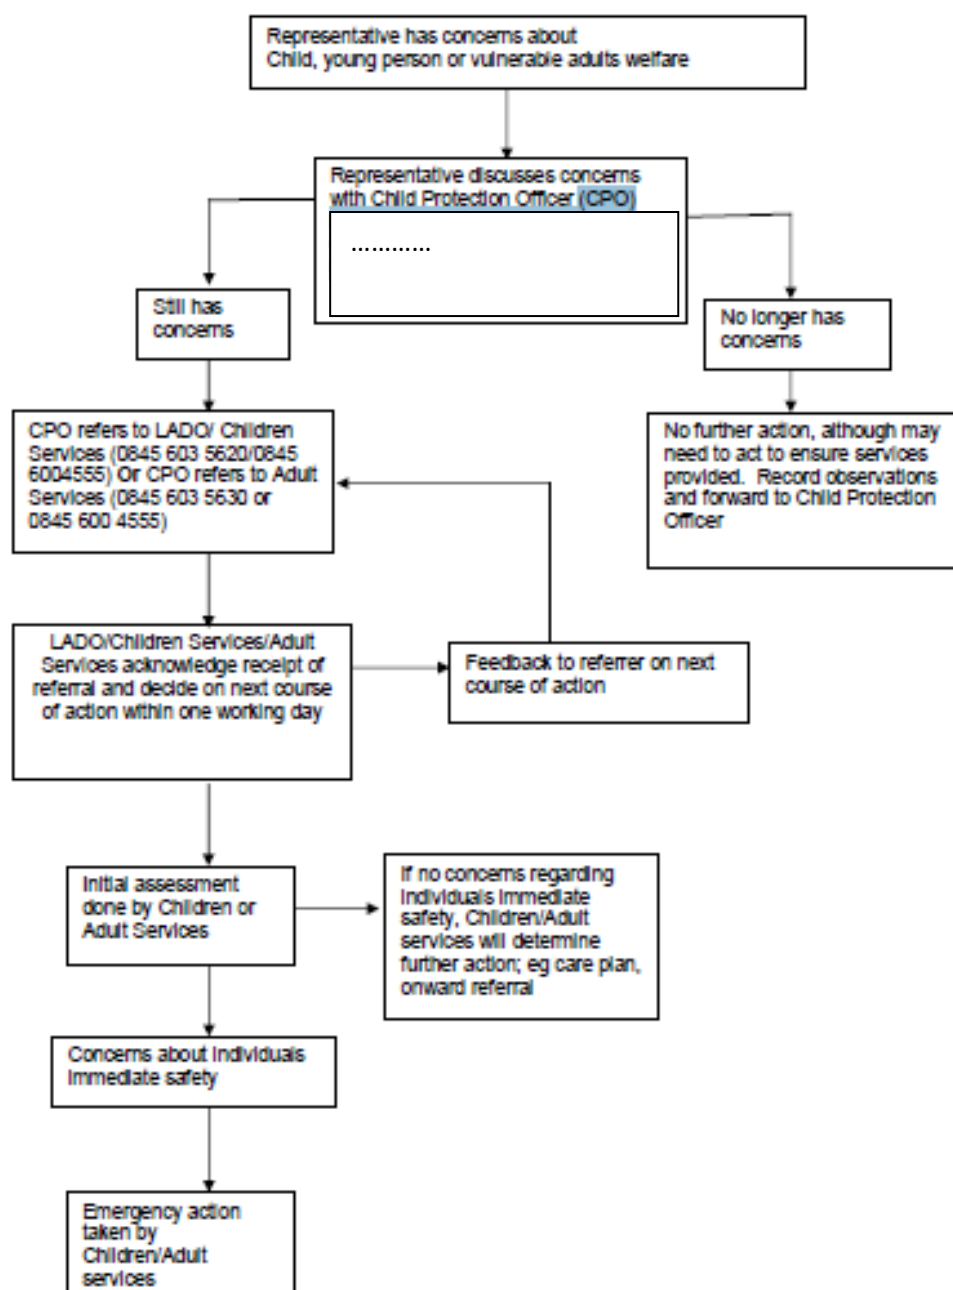 Representative has concerns about
Child, young person or vulnerable adults welfare
Representative discusses concerns
with Child Protection Officer (CPO)
............
Still has
concerns
No longer has
concerns
CPO refers to LADO/ Children
Services (0845 603 5620/0845
6004555) Or CPO refers to Adult
Services (0845 603 5630 or
0845 600 4555)
No further action, although may
need to act to ensure services
provided. Record observations
and forward to Child Protection
Officer
LADO/Children Services/Adult
Services acknowledge receipt of
referral and decide on next course
of action within one working day
Feedback to referrer on next
course of action
Initial assessment
done by Children or
Adult Services
If no concerns regarding
individuals immediate
safety, Children/Adult
services will determine
further action; eg care plan,
onward referral
Concerns about individuals
immediate safety
Emergency action
taken by
Children/Adult
services